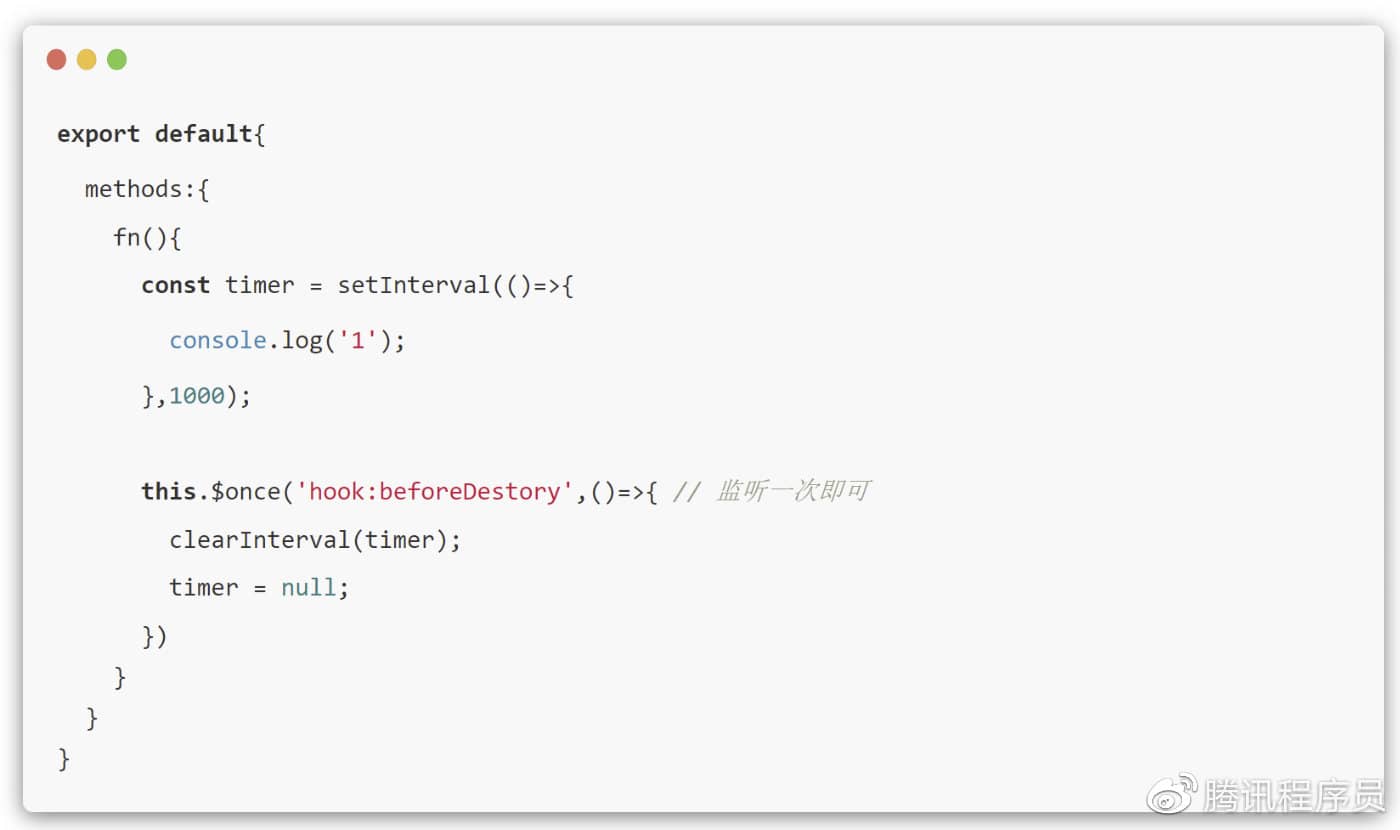 export default{
  methods:{
    fn(){
      const timer = setInterval(()=>{
        console.log('1');
      },1000);
      this.$once('hook:beforeDestory',()=>{ // 监听一次即可
        clearInterval(timer);
        timer = null;
      })
    }
  }
}
腾讯程序员